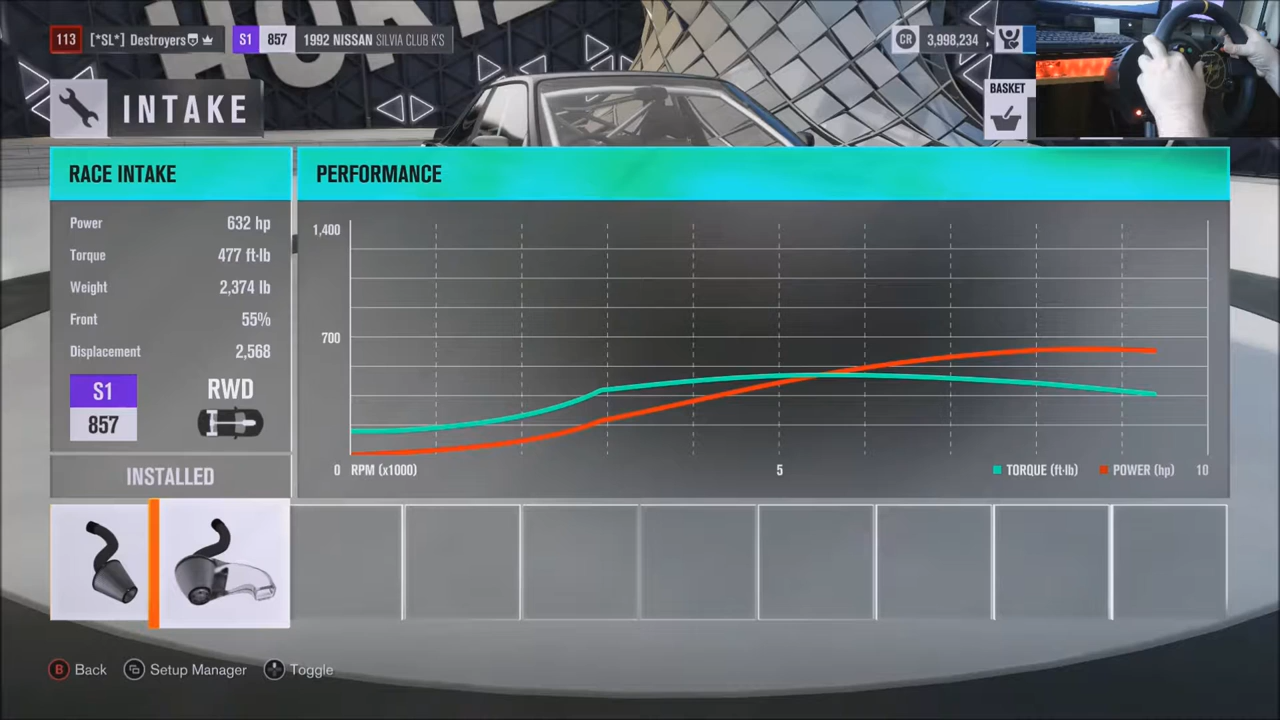 HORI
113 [*SL*] Destroyers S1 857 1992 NISSAN SILVIA CLUB K'S CR 3,998,234
INTAKE
BASKET
RACE INTAKE
Power 632 hp
Torque 477 ft·lb
Weight 2,374 lb
Front 55%
Displacement 2,568
S1
857
RWD
INSTALLED
PERFORMANCE
1,400
700
0 RPM (x1000) 5 TORQUE (ft·lb) POWER (hp) 10
B Back Setup Manager Toggle